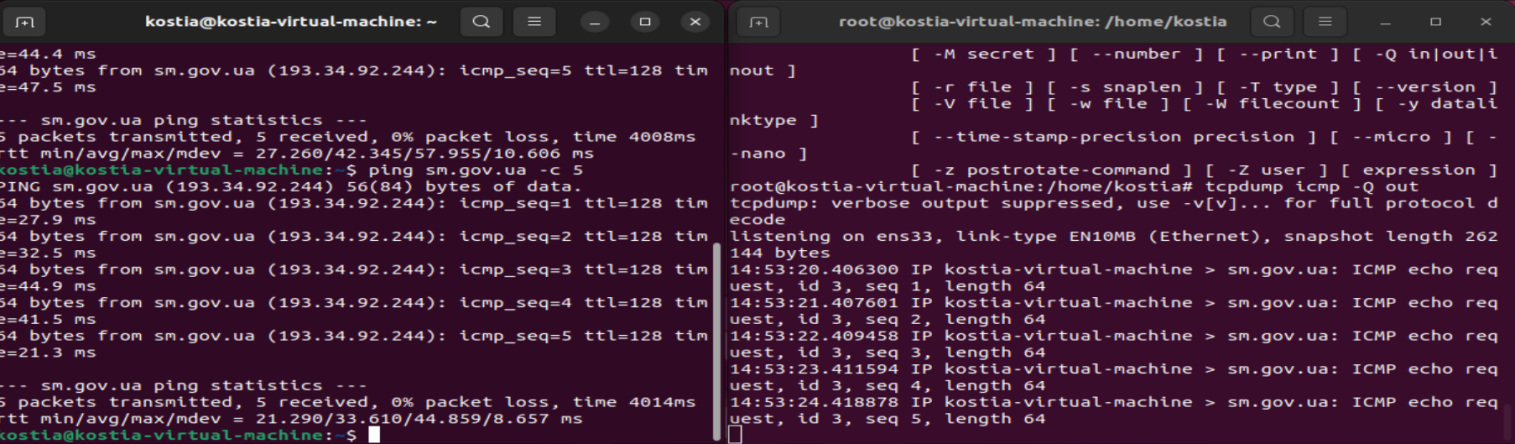 kostia@kostia-virtual-machine: ~
e=44.4 ms
64 bytes from sm.gov.ua (193.34.92.244): icmp_seq=5 ttl=128 tim
e=47.5 ms
--- sm.gov.ua ping statistics ---
5 packets transmitted, 5 received, 0% packet loss, time 4008ms
rtt min/avg/max/mdev = 27.260/42.345/57.955/10.606 ms
kostia@kostia-virtual-machine:~$ ping sm.gov.ua -c 5
PING sm.gov.ua (193.34.92.244) 56(84) bytes of data.
64 bytes from sm.gov.ua (193.34.92.244): icmp_seq=1 ttl=128 tim
e=27.9 ms
64 bytes from sm.gov.ua (193.34.92.244): icmp_seq=2 ttl=128 tim
e=32.5 ms
64 bytes from sm.gov.ua (193.34.92.244): icmp_seq=3 ttl=128 tim
e=44.9 ms
64 bytes from sm.gov.ua (193.34.92.244): icmp_seq=4 ttl=128 tim
e=41.5 ms
64 bytes from sm.gov.ua (193.34.92.244): icmp_seq=5 ttl=128 tim
e=21.3 ms
--- sm.gov.ua ping statistics ---
5 packets transmitted, 5 received, 0% packet loss, time 4014ms
rtt min/avg/max/mdev = 21.290/33.610/44.859/8.657 ms
kostia@kostia-virtual-machine:~$
root@kostia-virtual-machine: /home/kostia
[ -M secret ] [ --number ] [ --print ] [ -Q in|out|i
nout ]
[ -r file ] [ -s snaplen ] [ -T type ] [ --version ]
[ -V file ] [ -w file ] [ -W filecount ] [ -y datali
nktype ]
[ --time-stamp-precision precision ] [ --micro ] [ -
-nano ]
[ -z postrotate-command ] [ -Z user ] [ expression ]
root@kostia-virtual-machine:/home/kostia# tcpdump icmp -Q out
tcpdump: verbose output suppressed, use -v[v]... for full protocol d
ecode
listening on ens33, link-type EN10MB (Ethernet), snapshot length 262
144 bytes
14:53:20.406300 IP kostia-virtual-machine > sm.gov.ua: ICMP echo req
uest, id 3, seq 1, length 64
14:53:21.407601 IP kostia-virtual-machine > sm.gov.ua: ICMP echo req
uest, id 3, seq 2, length 64
14:53:22.409458 IP kostia-virtual-machine > sm.gov.ua: ICMP echo req
uest, id 3, seq 3, length 64
14:53:23.411594 IP kostia-virtual-machine > sm.gov.ua: ICMP echo req
uest, id 3, seq 4, length 64
14:53:24.418878 IP kostia-virtual-machine > sm.gov.ua: ICMP echo req
uest, id 3, seq 5, length 64